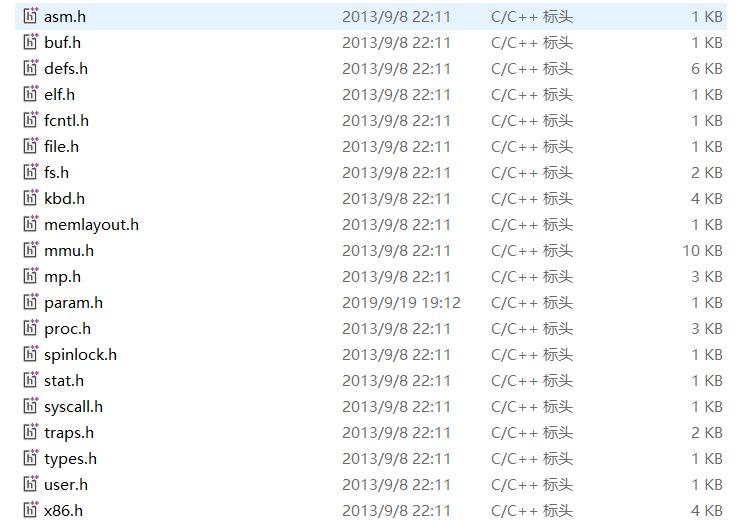 asm.h 2013/9/8 22:11 C/C++ 标头 1 KB
buf.h 2013/9/8 22:11 C/C++ 标头 1 KB
defs.h 2013/9/8 22:11 C/C++ 标头 6 KB
elf.h 2013/9/8 22:11 C/C++ 标头 1 KB
fcntl.h 2013/9/8 22:11 C/C++ 标头 1 KB
file.h 2013/9/8 22:11 C/C++ 标头 1 KB
fs.h 2013/9/8 22:11 C/C++ 标头 2 KB
kbd.h 2013/9/8 22:11 C/C++ 标头 4 KB
memlayout.h 2013/9/8 22:11 C/C++ 标头 1 KB
mmu.h 2013/9/8 22:11 C/C++ 标头 10 KB
mp.h 2013/9/8 22:11 C/C++ 标头 3 KB
param.h 2019/9/19 19:12 C/C++ 标头 1 KB
proc.h 2013/9/8 22:11 C/C++ 标头 3 KB
spinlock.h 2013/9/8 22:11 C/C++ 标头 1 KB
stat.h 2013/9/8 22:11 C/C++ 标头 1 KB
syscall.h 2013/9/8 22:11 C/C++ 标头 1 KB
traps.h 2013/9/8 22:11 C/C++ 标头 2 KB
types.h 2013/9/8 22:11 C/C++ 标头 1 KB
user.h 2013/9/8 22:11 C/C++ 标头 1 KB
x86.h 2013/9/8 22:11 C/C++ 标头 4 KB